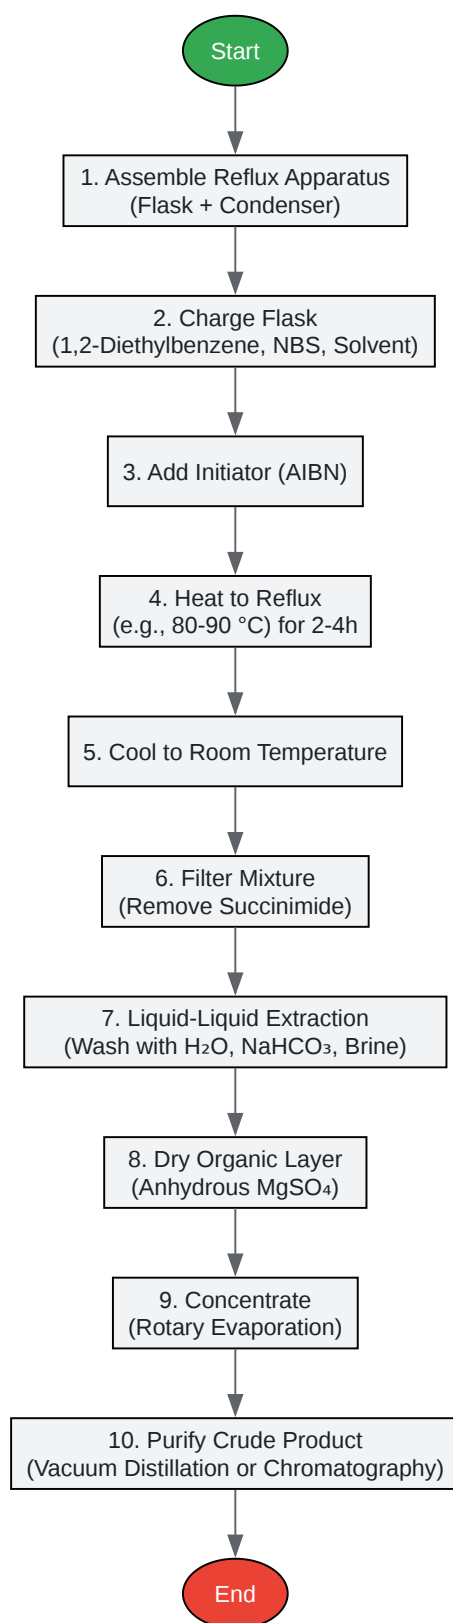 Start
1. Assemble Reflux Apparatus
(Flask + Condenser)
2. Charge Flask
(1,2-Diethylbenzene, NBS, Solvent)
3. Add Initiator (AIBN)
4. Heat to Reflux
(e.g., 80-90 °C) for 2-4h
5. Cool to Room Temperature
6. Filter Mixture
(Remove Succinimide)
7. Liquid-Liquid Extraction
(Wash with H₂O, NaHCO₃, Brine)
8. Dry Organic Layer
(Anhydrous MgSO₄)
9. Concentrate
(Rotary Evaporation)
10. Purify Crude Product
(Vacuum Distillation or Chromatography)
End